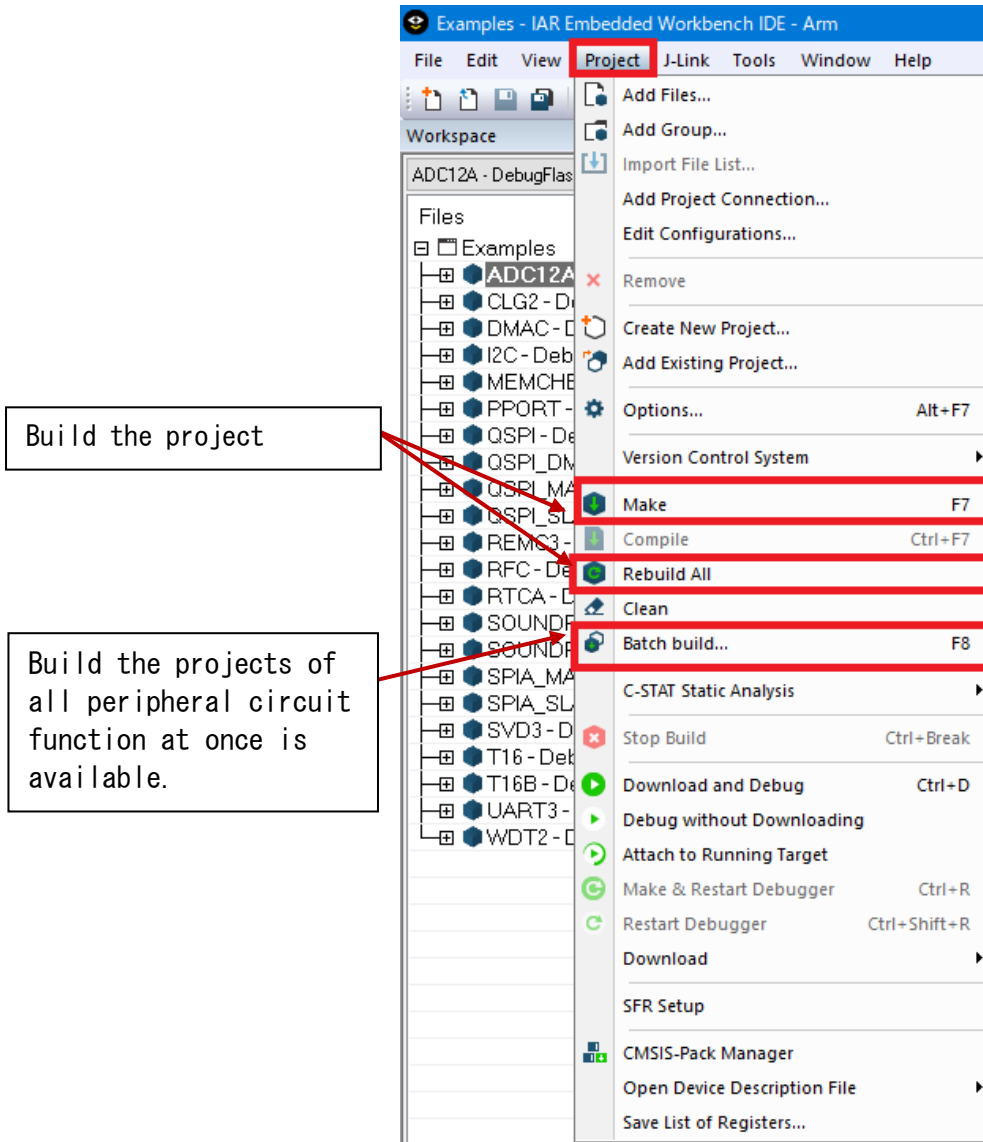 Examples - IAR Embedded Workbench IDE - Arm
File Edit View Project J-Link Tools Window Help
Workspace
ADC12A - DebugFlas
Files
Examples
ADC12A
CLG2 - D
DMAC - D
I2C - Deb
MEMCHE
PPORT -
QSPI - De
QSPI_DM
QSPI_MA
QSPI_SL
REMC3 -
RFC - De
RTCA - D
SOUNDF
SOUNDF
SPIA_MA
SPIA_SL
SVD3 - D
T16 - Deb
T16B - De
UART3 -
WDT2 - D
Add Files...
Add Group...
Import File List...
Add Project Connection...
Edit Configurations...
Remove
Create New Project...
Add Existing Project...
Options... Alt+F7
Version Control System
Make F7
Compile Ctrl+F7
Rebuild All
Clean
Batch build... F8
C-STAT Static Analysis
Stop Build Ctrl+Break
Download and Debug Ctrl+D
Debug without Downloading
Attach to Running Target
Make & Restart Debugger Ctrl+R
Restart Debugger Ctrl+Shift+R
Download
SFR Setup
CMSIS-Pack Manager
Open Device Description File
Save List of Registers...
Build the project
Build the projects of
all peripheral circuit
function at once is
available.